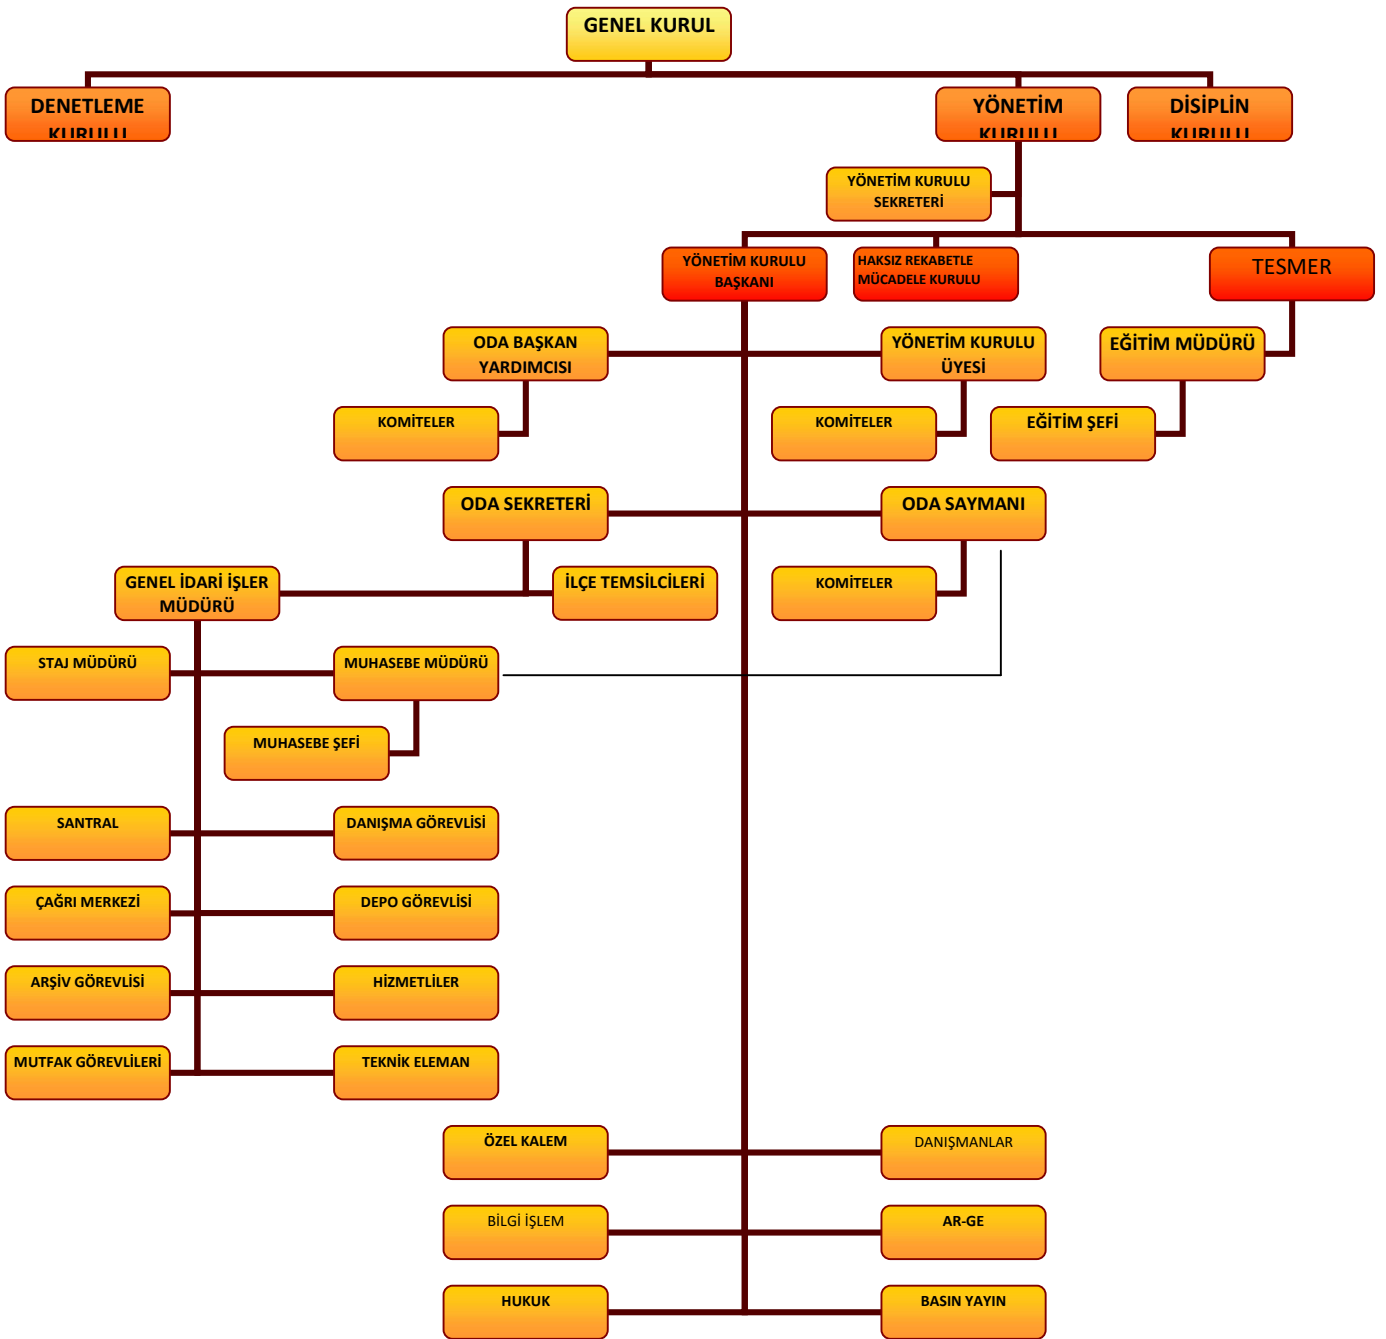 GENEL KURUL
DENETLEME
KURULU
YÖNETİM
KURULU
DİSİPLİN
KURULU
YÖNETİM KURULU
SEKRETERİ
YÖNETİM KURULU
BAŞKANI
HAKSIZ REKABETLE
MÜCADELE KURULU
TESMER
ODA BAŞKAN
YARDIMCISI
YÖNETİM KURULU
ÜYESİ
EĞİTİM MÜDÜRÜ
KOMİTELER
KOMİTELER
EĞİTİM ŞEFİ
ODA SEKRETERİ
ODA SAYMANI
GENEL İDARİ İŞLER
MÜDÜRÜ
İLÇE TEMSİLCİLERİ
KOMİTELER
STAJ MÜDÜRÜ
MUHASEBE MÜDÜRÜ
MUHASEBE ŞEFİ
SANTRAL
DANIŞMA GÖREVLİSİ
ÇAĞRI MERKEZİ
DEPO GÖREVLİSİ
ARŞİV GÖREVLİSİ
HİZMETLİLER
MUTFAK GÖREVLİLERİ
TEKNİK ELEMAN
ÖZEL KALEM
DANIŞMANLAR
BİLGİ İŞLEM
AR-GE
HUKUK
BASIN YAYIN